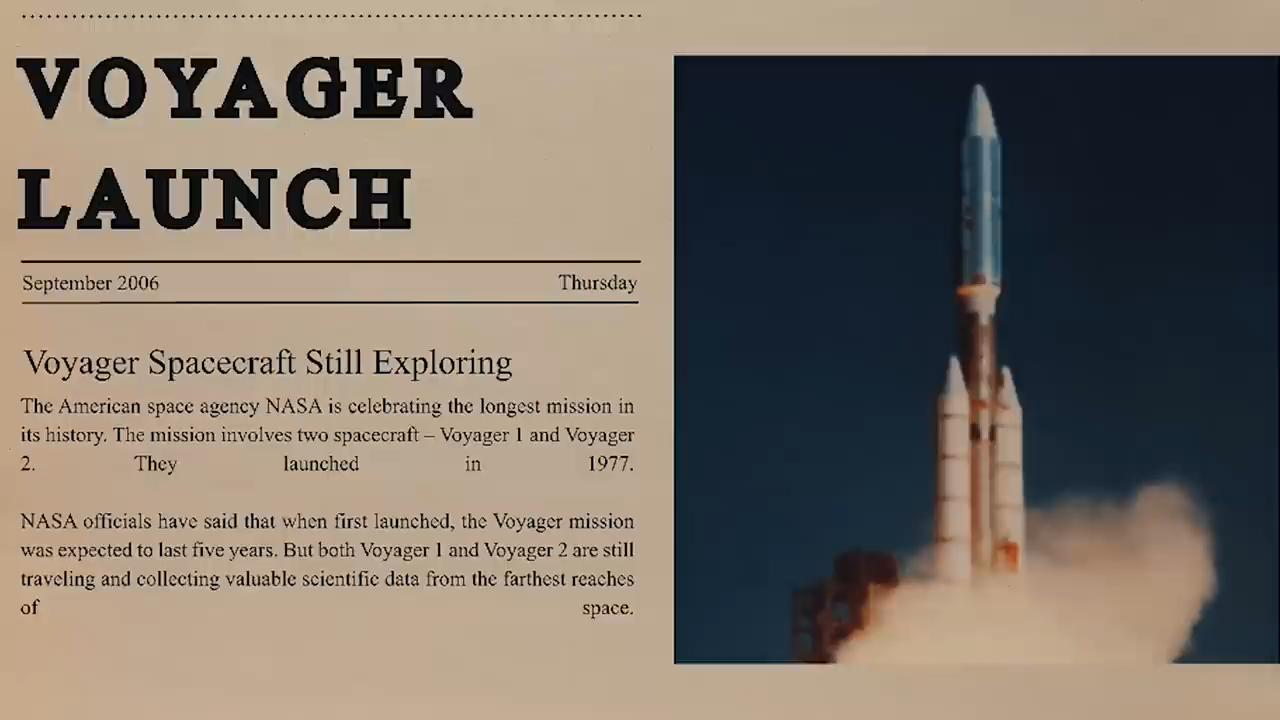 VOYAGER
LAUNCH
September 2006 Thursday
Voyager Spacecraft Still Exploring
The American space agency NASA is celebrating the longest mission in
its history. The mission involves two spacecraft – Voyager 1 and Voyager
2. They launched in 1977.
NASA officials have said that when first launched, the Voyager mission
was expected to last five years. But both Voyager 1 and Voyager 2 are still
traveling and collecting valuable scientific data from the farthest reaches
of space.